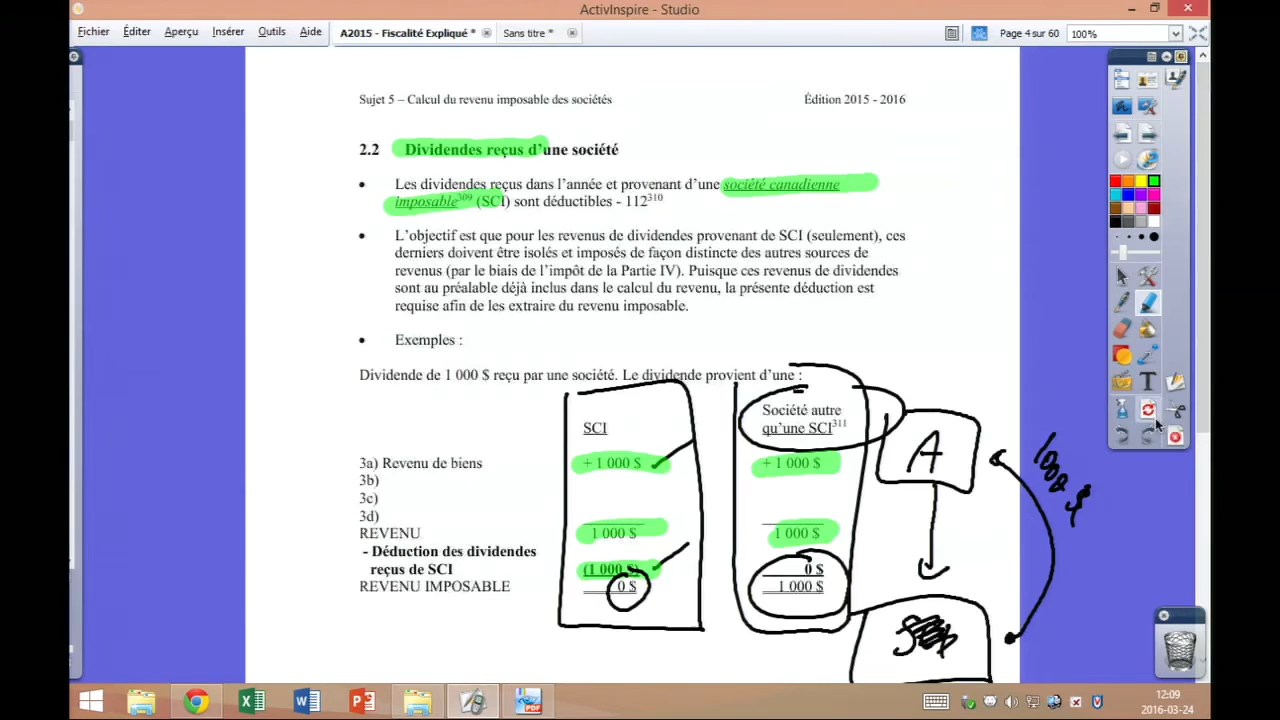 ActivInspire - Studio
Fichier Éditer Aperçu Insérer Outils Aide
A2015 - Fiscalité Expliqué * Sans titre *
Page 4 sur 60 100%
Sujet 5 – Calcul du revenu imposable des sociétés Édition 2015 - 2016
2.2 Dividendes reçus d’une société
• Les dividendes reçus dans l’année et provenant d’une société canadienne
imposable309 (SCI) sont déductibles - 112310
• L’objectif est que pour les revenus de dividendes provenant de SCI (seulement), ces
derniers doivent être isolés et imposés de façon distincte des autres sources de
revenus (par le biais de l’impôt de la Partie IV). Puisque ces revenus de dividendes
sont au préalable déjà inclus dans le calcul du revenu, la présente déduction est
requise afin de les extraire du revenu imposable.
• Exemples :
Dividende de 1 000 $ reçu par une société. Le dividende provient d’une :
Société autre
SCI qu’une SCI311
3a) Revenu de biens + 1 000 $ + 1 000 $
3b)
3c)
3d)
REVENU 1 000 $ 1 000 $
- Déduction des dividendes
reçus de SCI (1 000 $) 0 $
REVENU IMPOSABLE 0 $ 1 000 $
A
1000 $
12:09
2016-03-24